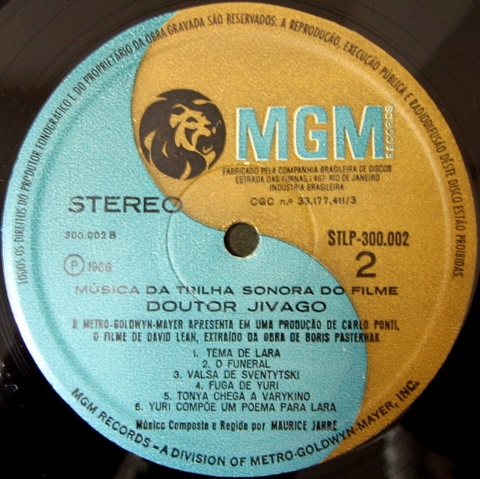 TODOS OS DIREITOS DO PRODUTOR FONOGRÁFICO E DO PROPRIETÁRIO DA OBRA GRAVADA SÃO RESERVADOS. A REPRODUÇÃO, EXECUÇÃO PÚBLICA E RADIODIFUSÃO DÊSTE DISCO ESTÃO PROIBIDAS.
MGM
RECORDS
FABRICADO PELA COMPANHIA BRASILEIRA DE DISCOS
ESTRADA DAS FURNAS, 1.467 - RIO DE JANEIRO
INDÚSTRIA BRASILEIRA
CGC n.º 33.177.411/3
STEREO
300.002 B
STLP-300.002
Ⓟ 1966
2
MÚSICA DA TRILHA SONORA DO FILME
DOUTOR JIVAGO
A METRO-GOLDWYN-MAYER APRESENTA EM UMA PRODUÇÃO DE CARLO PONTI,
O FILME DE DAVID LEAN, EXTRAÍDO DA OBRA DE BORIS PASTERNAK
1. TEMA DE LARA
2. O FUNERAL
3. VALSA DE SVENTYTSKI
4. FUGA DE YURI
5. TONYA CHEGA A VARYKINO
6. YURI COMPÕE UM POEMA PARA LARA
Música Composta e Regida por MAURICE JARRE
MGM RECORDS — A DIVISION OF METRO-GOLDWYN-MAYER, INC.